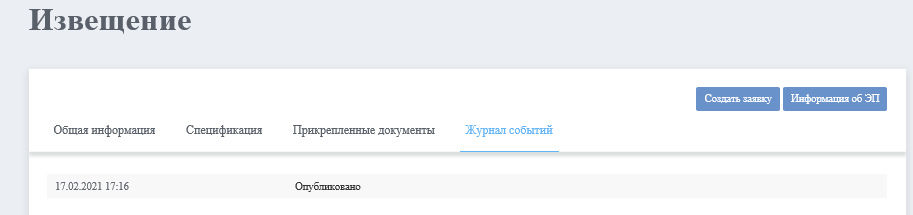 Извещение
Создать заявку Информация об ЭП
Общая информация Спецификация Прикрепленные документы Журнал событий
17.02.2021 17:16 Опубликовано